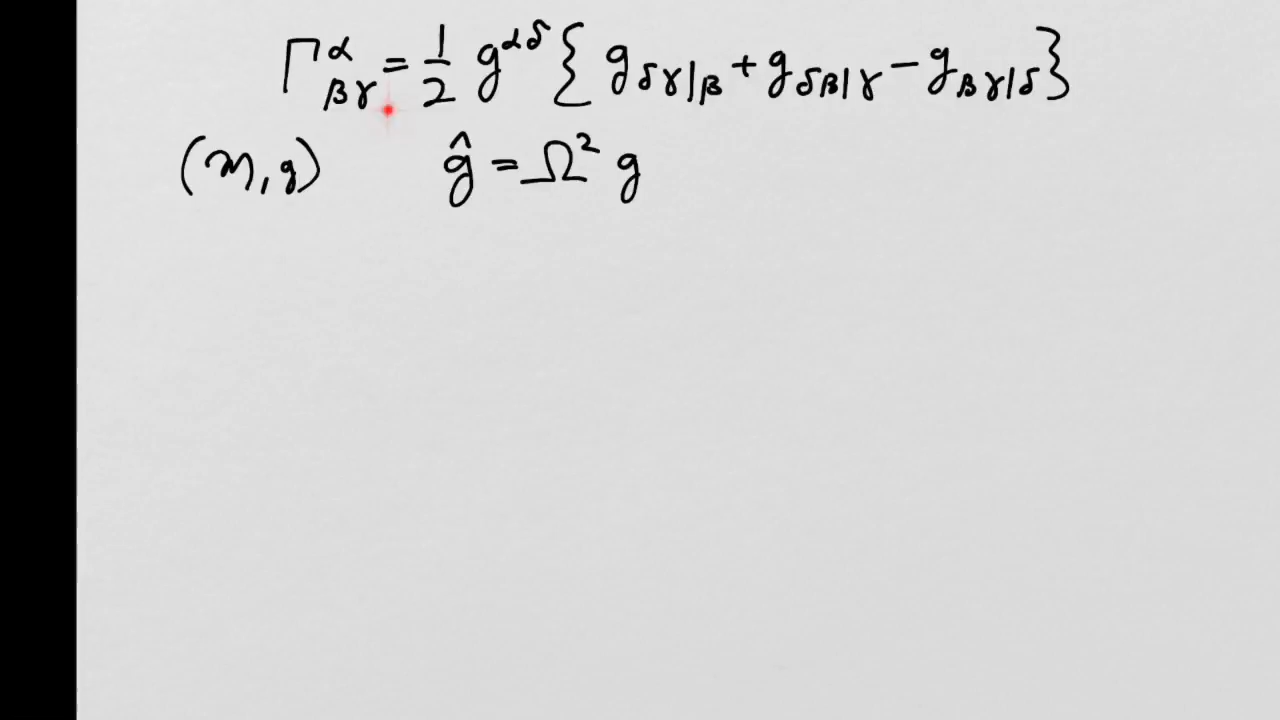 Γ^α_βγ = 1/2 g^αδ { g_δγ|β + g_δβ|γ − g_βγ|δ }
(M, g) ĝ = Ω² g